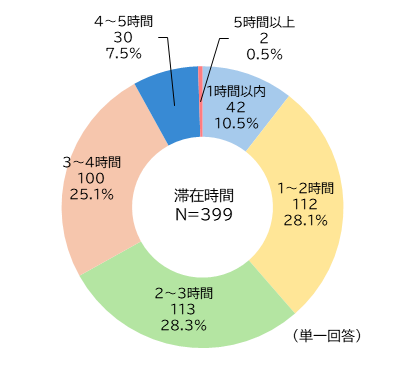 4～5時間
30
7.5%
5時間以上
2
0.5%
1時間以内
42
10.5%
1～2時間
112
28.1%
2～3時間
113
28.3%
3～4時間
100
25.1%
滞在時間
N=399
（単一回答）